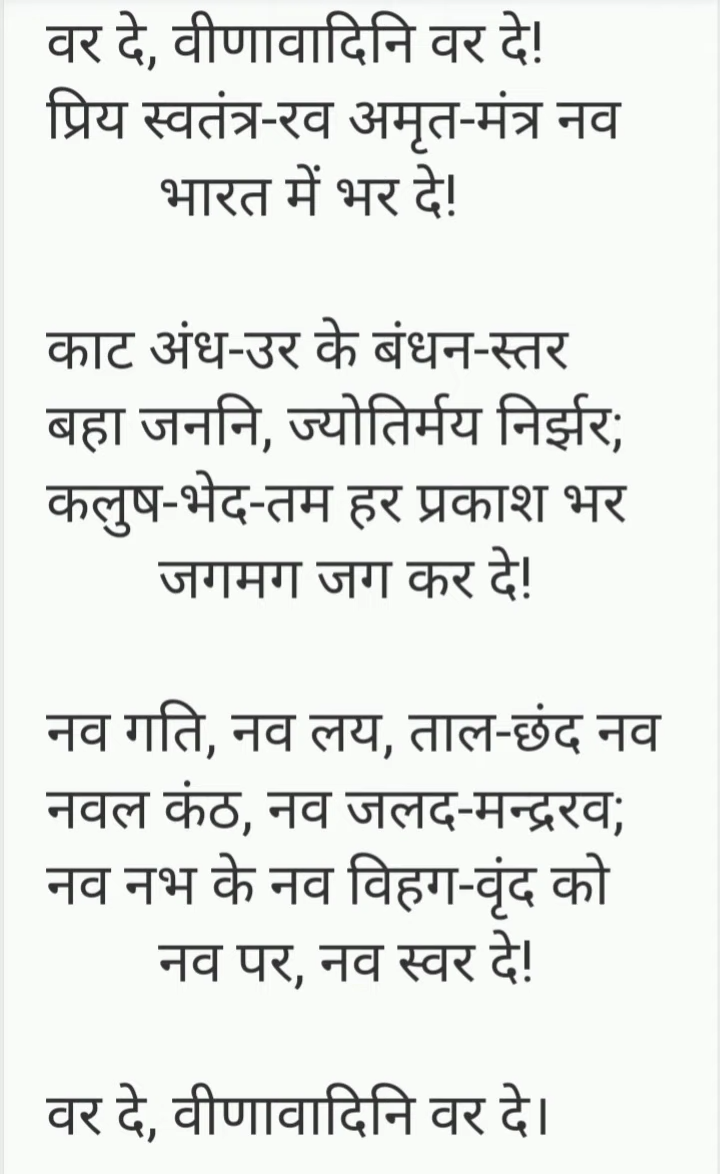 वर दे, वीणावादिनि वर दे!
प्रिय स्वतंत्र-रव अमृत-मंत्र नव
भारत में भर दे!
काट अंध-उर के बंधन-स्तर
बहा जननि, ज्योतिर्मय निर्झर;
कलुष-भेद-तम हर प्रकाश भर
जगमग जग कर दे!
नव गति, नव लय, ताल-छंद नव
नवल कंठ, नव जलद-मन्द्ररव;
नव नभ के नव विहग-वृंद को
नव पर, नव स्वर दे!
वर दे, वीणावादिनि वर दे।